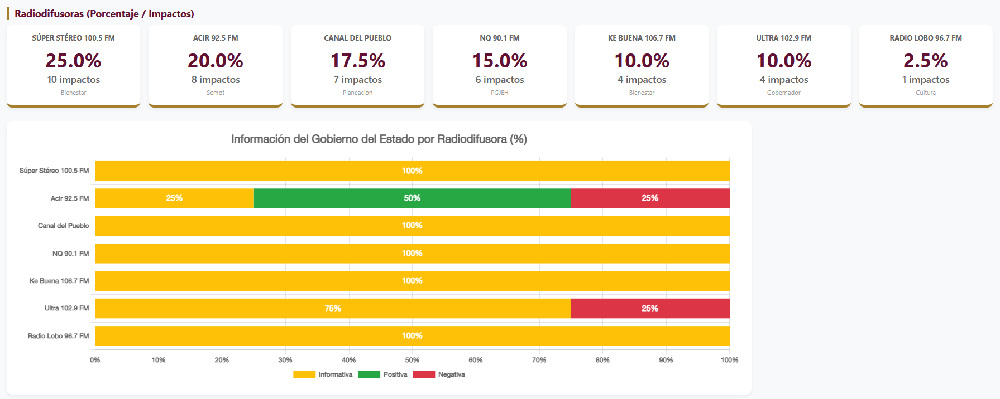 Radiodifusoras (Porcentaje / Impactos)
SÚPER STÉREO 100.5 FM
25.0%
10 impactos
Bienestar
ACIR 92.5 FM
20.0%
8 impactos
Semot
CANAL DEL PUEBLO
17.5%
7 impactos
Planeación
NQ 90.1 FM
15.0%
6 impactos
PGJEH
KE BUENA 106.7 FM
10.0%
4 impactos
Bienestar
ULTRA 102.9 FM
10.0%
4 impactos
Gobernador
RADIO LOBO 96.7 FM
2.5%
1 impactos
Cultura
Información del Gobierno del Estado por Radiodifusora (%)
Súper Stéreo 100.5 FM 100%
Acir 92.5 FM 25% 50% 25%
Canal del Pueblo 100%
NQ 90.1 FM 100%
Ke Buena 106.7 FM 100%
Ultra 102.9 FM 75% 25%
Radio Lobo 96.7 FM 100%
0% 10% 20% 30% 40% 50% 60% 70% 80% 90% 100%
Informativa Positiva Negativa